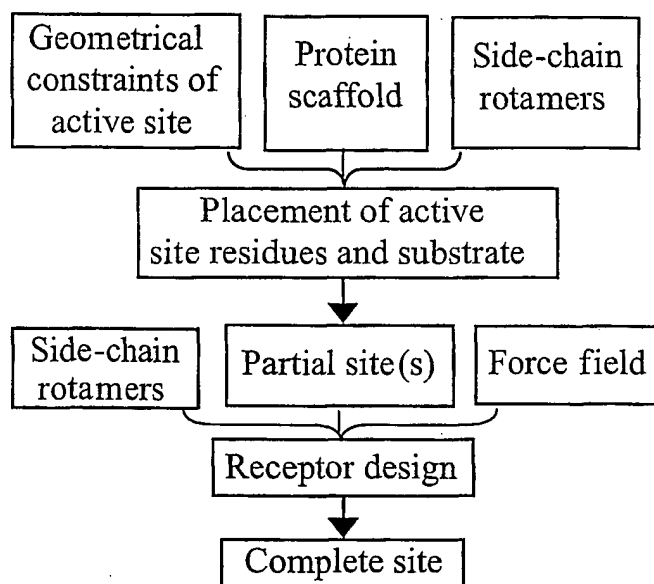 Geometrical
constraints of
active site
Protein
scaffold
Side-chain
rotamers
Placement of active
site residues and substrate
Side-chain
rotamers
Partial site(s)
Force field
Receptor design
Complete site